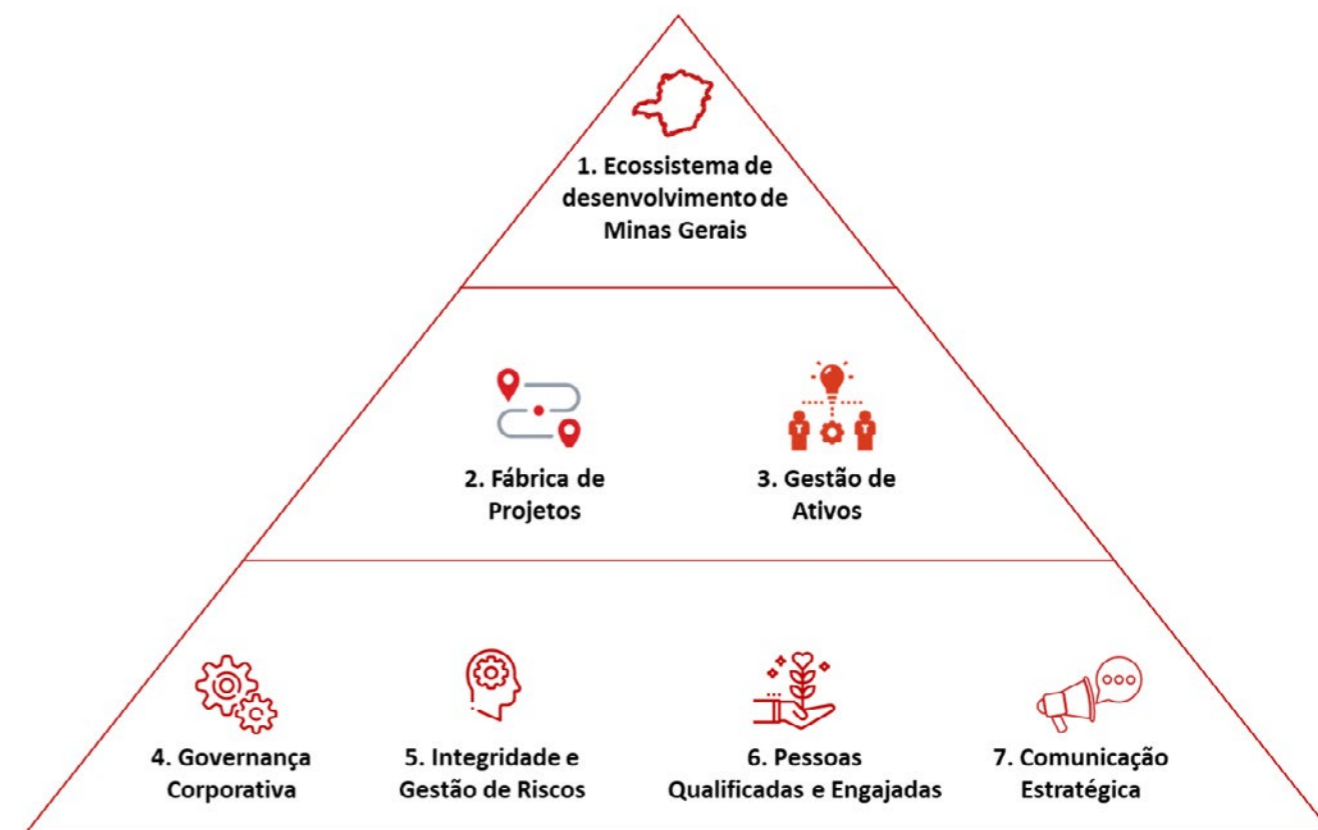 1. Ecossistema de
desenvolvimento de
Minas Gerais
2. Fábrica de
Projetos
3. Gestão de
Ativos
4. Governança
Corporativa
5. Integridade e
Gestão de Riscos
6. Pessoas
Qualificadas e Engajadas
7. Comunicação
Estratégica